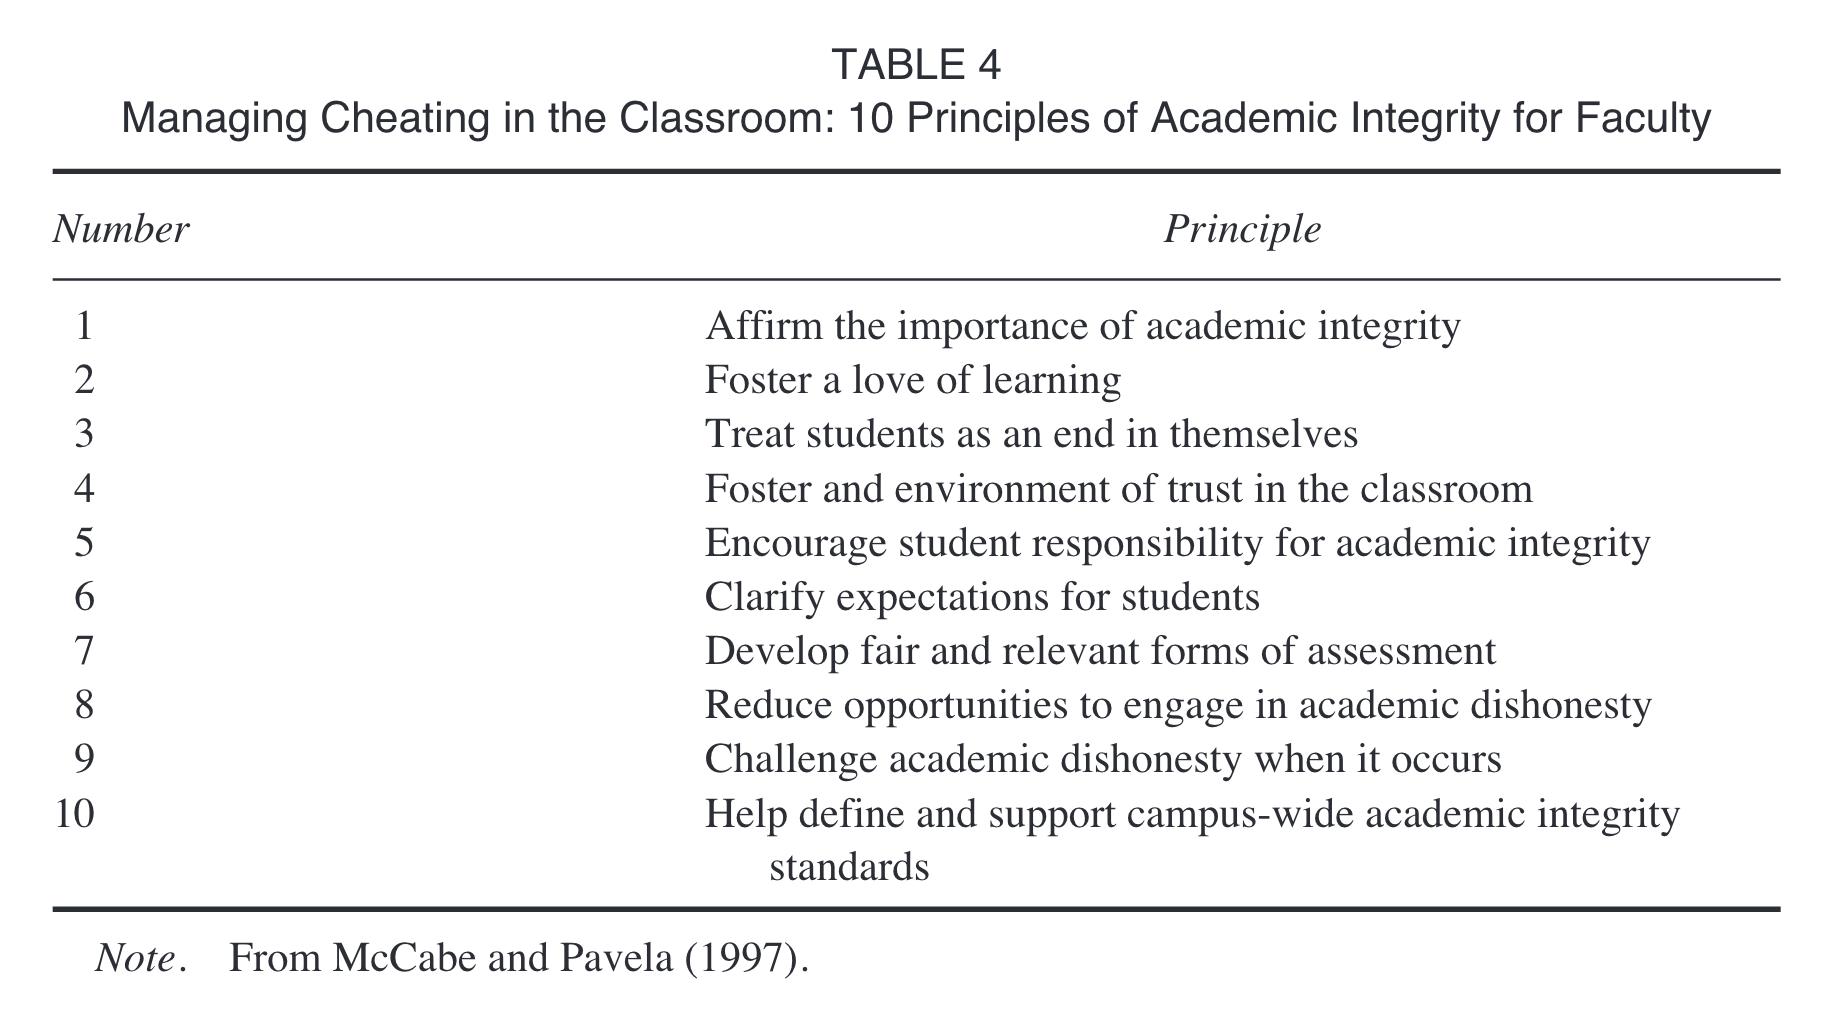 TABLE 4
Managing Cheating in the Classroom: 10 Principles of Academic Integrity for Faculty
Number Principle
1 Affirm the importance of academic integrity
2 Foster a love of learning
3 Treat students as an end in themselves
4 Foster and environment of trust in the classroom
5 Encourage student responsibility for academic integrity
6 Clarify expectations for students
7 Develop fair and relevant forms of assessment
8 Reduce opportunities to engage in academic dishonesty
9 Challenge academic dishonesty when it occurs
10 Help define and support campus-wide academic integrity
standards
Note. From McCabe and Pavela (1997).